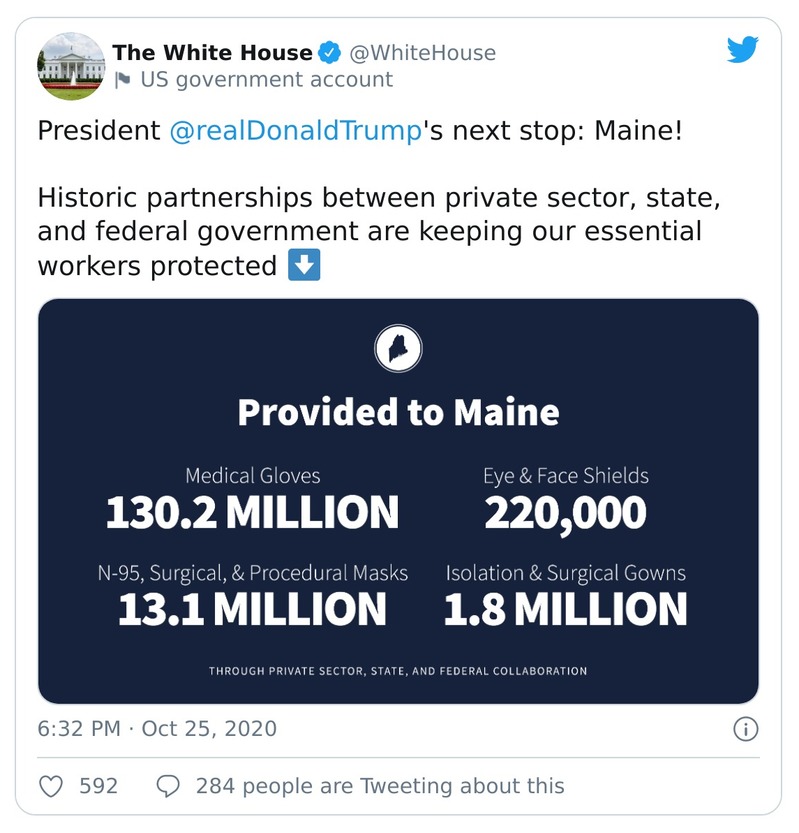 The White House @WhiteHouse
US government account
President @realDonaldTrump's next stop: Maine!
Historic partnerships between private sector, state,
and federal government are keeping our essential
workers protected ⬇️
Provided to Maine
Medical Gloves
130.2 MILLION
Eye & Face Shields
220,000
N-95, Surgical, & Procedural Masks
13.1 MILLION
Isolation & Surgical Gowns
1.8 MILLION
THROUGH PRIVATE SECTOR, STATE, AND FEDERAL COLLABORATION
6:32 PM · Oct 25, 2020
592 284 people are Tweeting about this